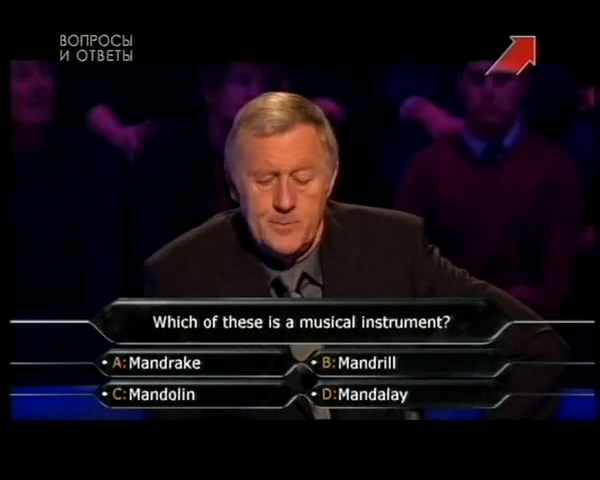 ВОПРОСЫ
И ОТВЕТЫ
Which of these is a musical instrument?
A: Mandrake
B: Mandrill
C: Mandolin
D: Mandalay